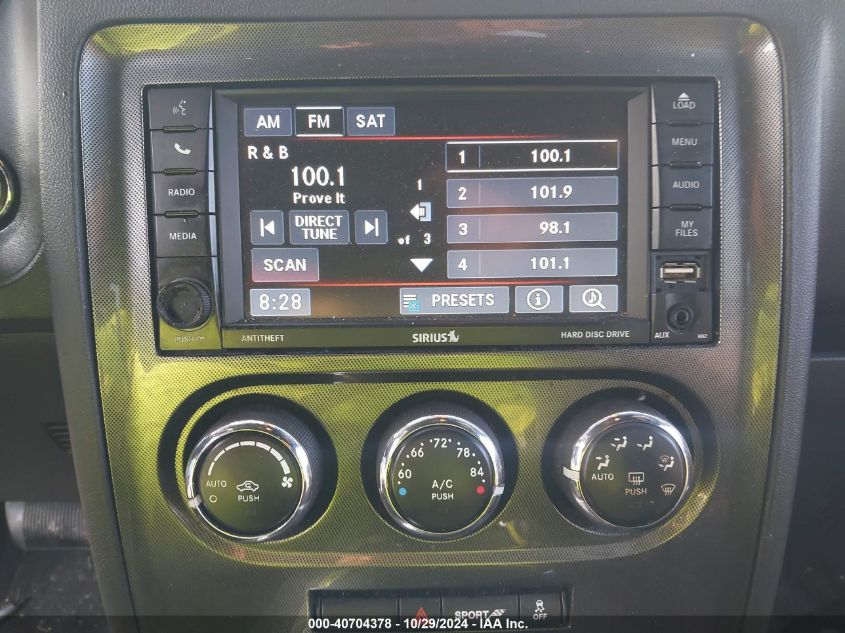 LOAD
MENU
AUDIO
MY
FILES
RADIO
MEDIA
AM FM SAT
R & B
100.1
Prove It
DIRECT
TUNE
SCAN
8:28
1
of 3
1 100.1
2 101.9
3 98.1
4 101.1
PRESETS
ANTITHEFT
SIRIUS
HARD DISC DRIVE
AUX
AUTO
PUSH
60 66 72° 78 84
A/C
PUSH
AUTO
PUSH
SPORT
OFF
000-40704378 - 10/29/2024 - IAA Inc.